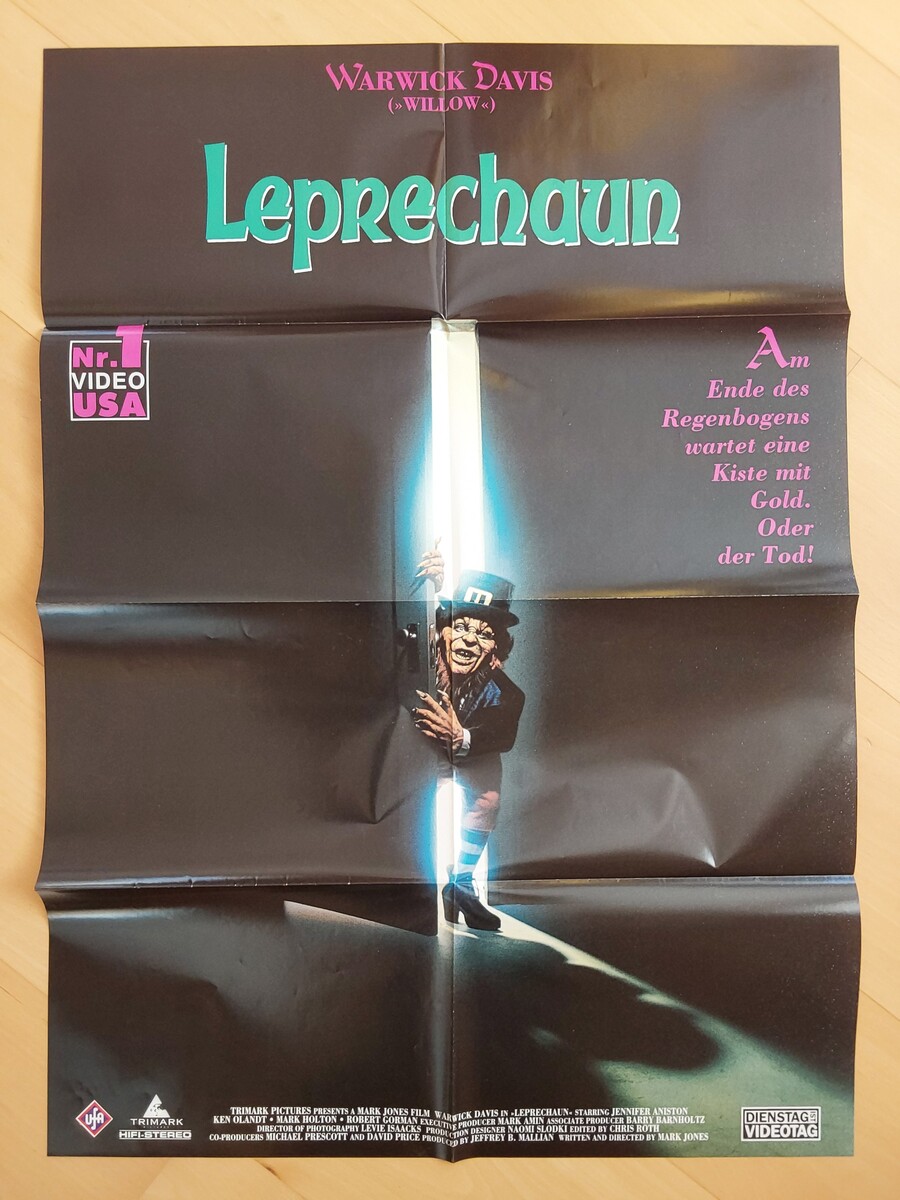 WARWICK DAVIS
(»WILLOW«)
Leprechaun
Nr.1
VIDEO
USA
Am
Ende des
Regenbogens
wartet eine
Kiste mit
Gold.
Oder
der Tod!
UfA
TRIMARK
HIFI-STEREO
TRIMARK PICTURES PRESENTS A MARK JONES FILM WARWICK DAVIS IN »LEPRECHAUN« STARRING JENNIFER ANISTON
KEN OLANDT • MARK HOLTON • ROBERT GORMAN EXECUTIVE PRODUCER MARK AMIN ASSOCIATE PRODUCER BARRY BARNHOLTZ
DIRECTOR OF PHOTOGRAPHY LEVIE ISAACKS PRODUCTION DESIGNER NAOMI SLODKI EDITED BY CHRIS ROTH
CO-PRODUCERS MICHAEL PRESCOTT AND DAVID PRICE PRODUCED BY JEFFREY B. MALLIAN WRITTEN AND DIRECTED BY MARK JONES
DIENSTAG
VIDEOTAG